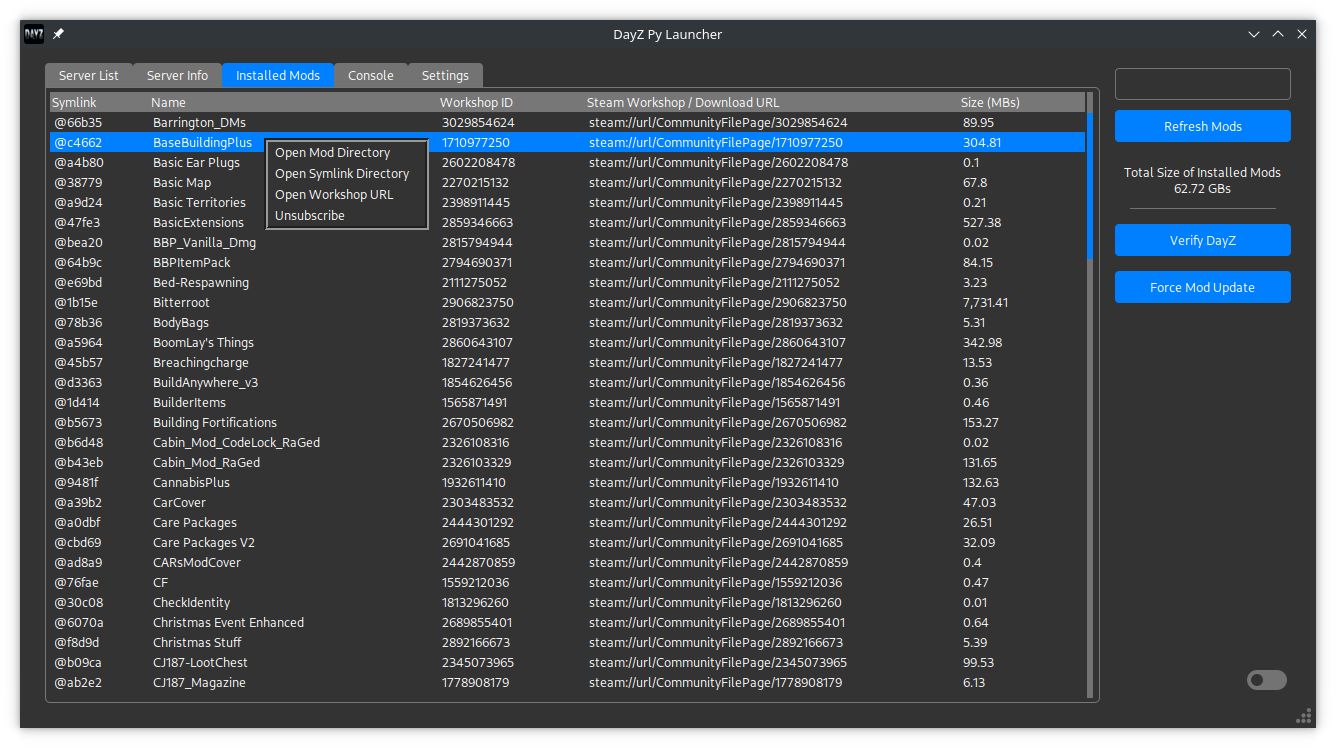 DAYZ DayZ Py Launcher
Server List Server Info Installed Mods Console Settings
Symlink Name Workshop ID Steam Workshop / Download URL Size (MBs)
@66b35 Barrington_DMs 3029854624 steam://url/CommunityFilePage/3029854624 89.95
@c4662 BaseBuildingPlus 1710977250 steam://url/CommunityFilePage/1710977250 304.81
@a4b80 Basic Ear Plugs 2602208478 steam://url/CommunityFilePage/2602208478 0.1
@38779 Basic Map 2270215132 steam://url/CommunityFilePage/2270215132 67.8
@a9d24 Basic Territories 2398911445 steam://url/CommunityFilePage/2398911445 0.21
@47fe3 BasicExtensions 2859346663 steam://url/CommunityFilePage/2859346663 527.38
@bea20 BBP_Vanilla_Dmg 2815794944 steam://url/CommunityFilePage/2815794944 0.02
@64b9c BBPItemPack 2794690371 steam://url/CommunityFilePage/2794690371 84.15
@e69bd Bed-Respawning 2111275052 steam://url/CommunityFilePage/2111275052 3.23
@1b15e Bitterroot 2906823750 steam://url/CommunityFilePage/2906823750 7,731.41
@78b36 BodyBags 2819373632 steam://url/CommunityFilePage/2819373632 5.31
@a5964 BoomLay's Things 2860643107 steam://url/CommunityFilePage/2860643107 342.98
@45b57 Breachingcharge 1827241477 steam://url/CommunityFilePage/1827241477 13.53
@d3363 BuildAnywhere_v3 1854626456 steam://url/CommunityFilePage/1854626456 0.36
@1d414 BuilderItems 1565871491 steam://url/CommunityFilePage/1565871491 0.46
@b5673 Building Fortifications 2670506982 steam://url/CommunityFilePage/2670506982 153.27
@b6d48 Cabin_Mod_CodeLock_RaGed 2326108316 steam://url/CommunityFilePage/2326108316 0.02
@b43eb Cabin_Mod_RaGed 2326103329 steam://url/CommunityFilePage/2326103329 131.65
@9481f CannabisPlus 1932611410 steam://url/CommunityFilePage/1932611410 132.63
@a39b2 CarCover 2303483532 steam://url/CommunityFilePage/2303483532 47.03
@a0dbf Care Packages 2444301292 steam://url/CommunityFilePage/2444301292 26.51
@cbd69 Care Packages V2 2691041685 steam://url/CommunityFilePage/2691041685 32.09
@ad8a9 CARsModCover 2442870859 steam://url/CommunityFilePage/2442870859 0.4
@76fae CF 1559212036 steam://url/CommunityFilePage/1559212036 0.47
@30c08 CheckIdentity 1813296260 steam://url/CommunityFilePage/1813296260 0.01
@6070a Christmas Event Enhanced 2689855401 steam://url/CommunityFilePage/2689855401 0.64
@f8d9d Christmas Stuff 2892166673 steam://url/CommunityFilePage/2892166673 5.39
@b09ca CJ187-LootChest 2345073965 steam://url/CommunityFilePage/2345073965 99.53
@ab2e2 CJ187_Magazine 1778908179 steam://url/CommunityFilePage/1778908179 6.13
Open Mod Directory
Open Symlink Directory
Open Workshop URL
Unsubscribe
Refresh Mods
Total Size of Installed Mods
62.72 GBs
Verify DayZ
Force Mod Update